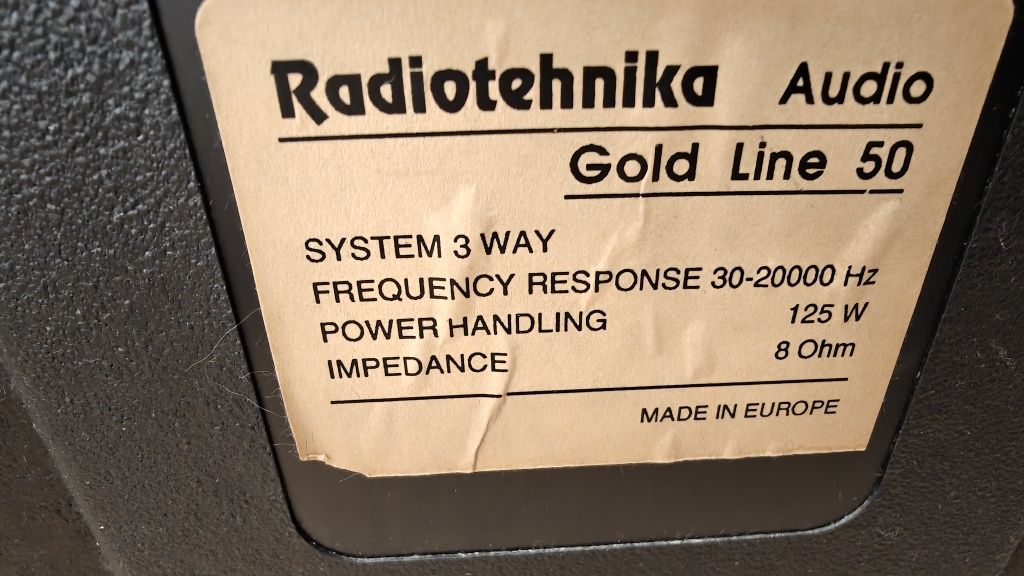 Radiotehnika Audio
Gold Line 50
SYSTEM 3 WAY
FREQUENCY RESPONSE 30-20000 Hz
POWER HANDLING 125 W
IMPEDANCE 8 Ohm
MADE IN EUROPE